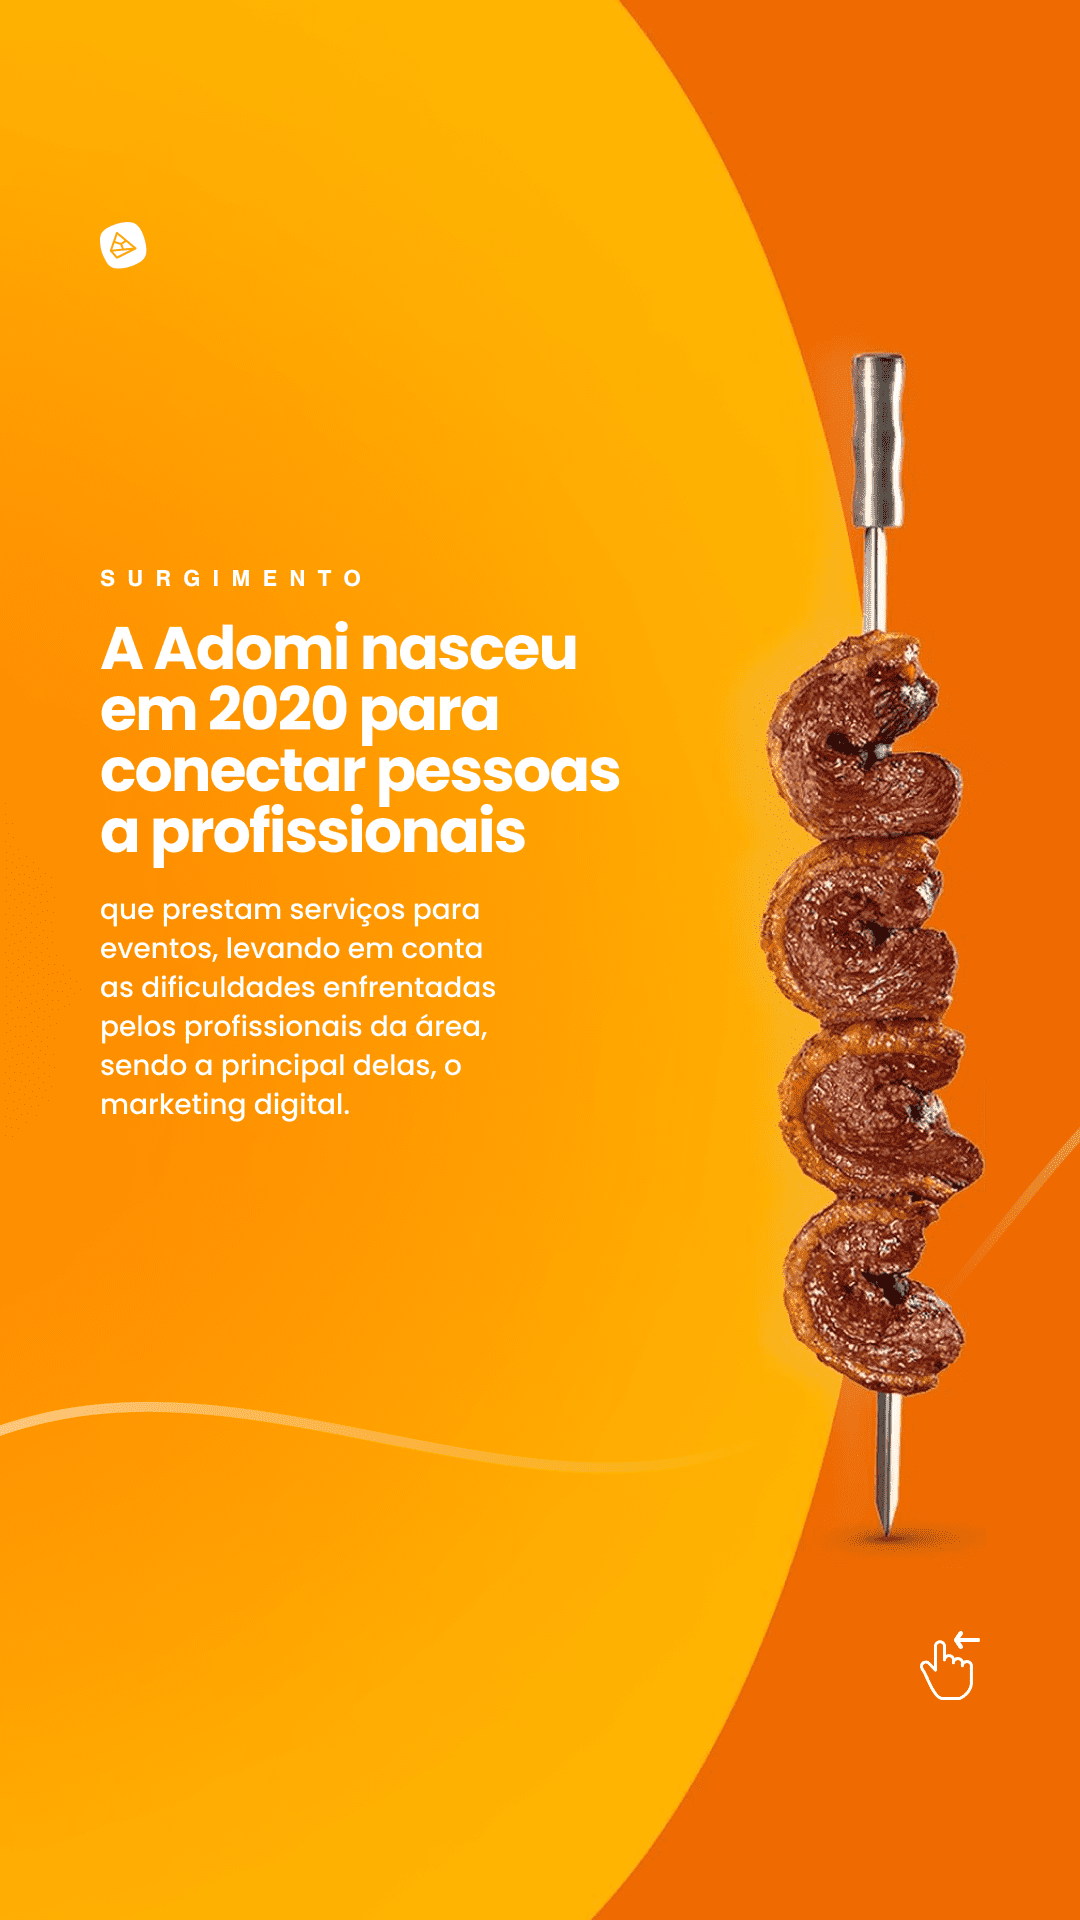 SURGIMENTO
A Adomi nasceu
em 2020 para
conectar pessoas
a profissionais
que prestam serviços para
eventos, levando em conta
as dificuldades enfrentadas
pelos profissionais da área,
sendo a principal delas, o
marketing digital.